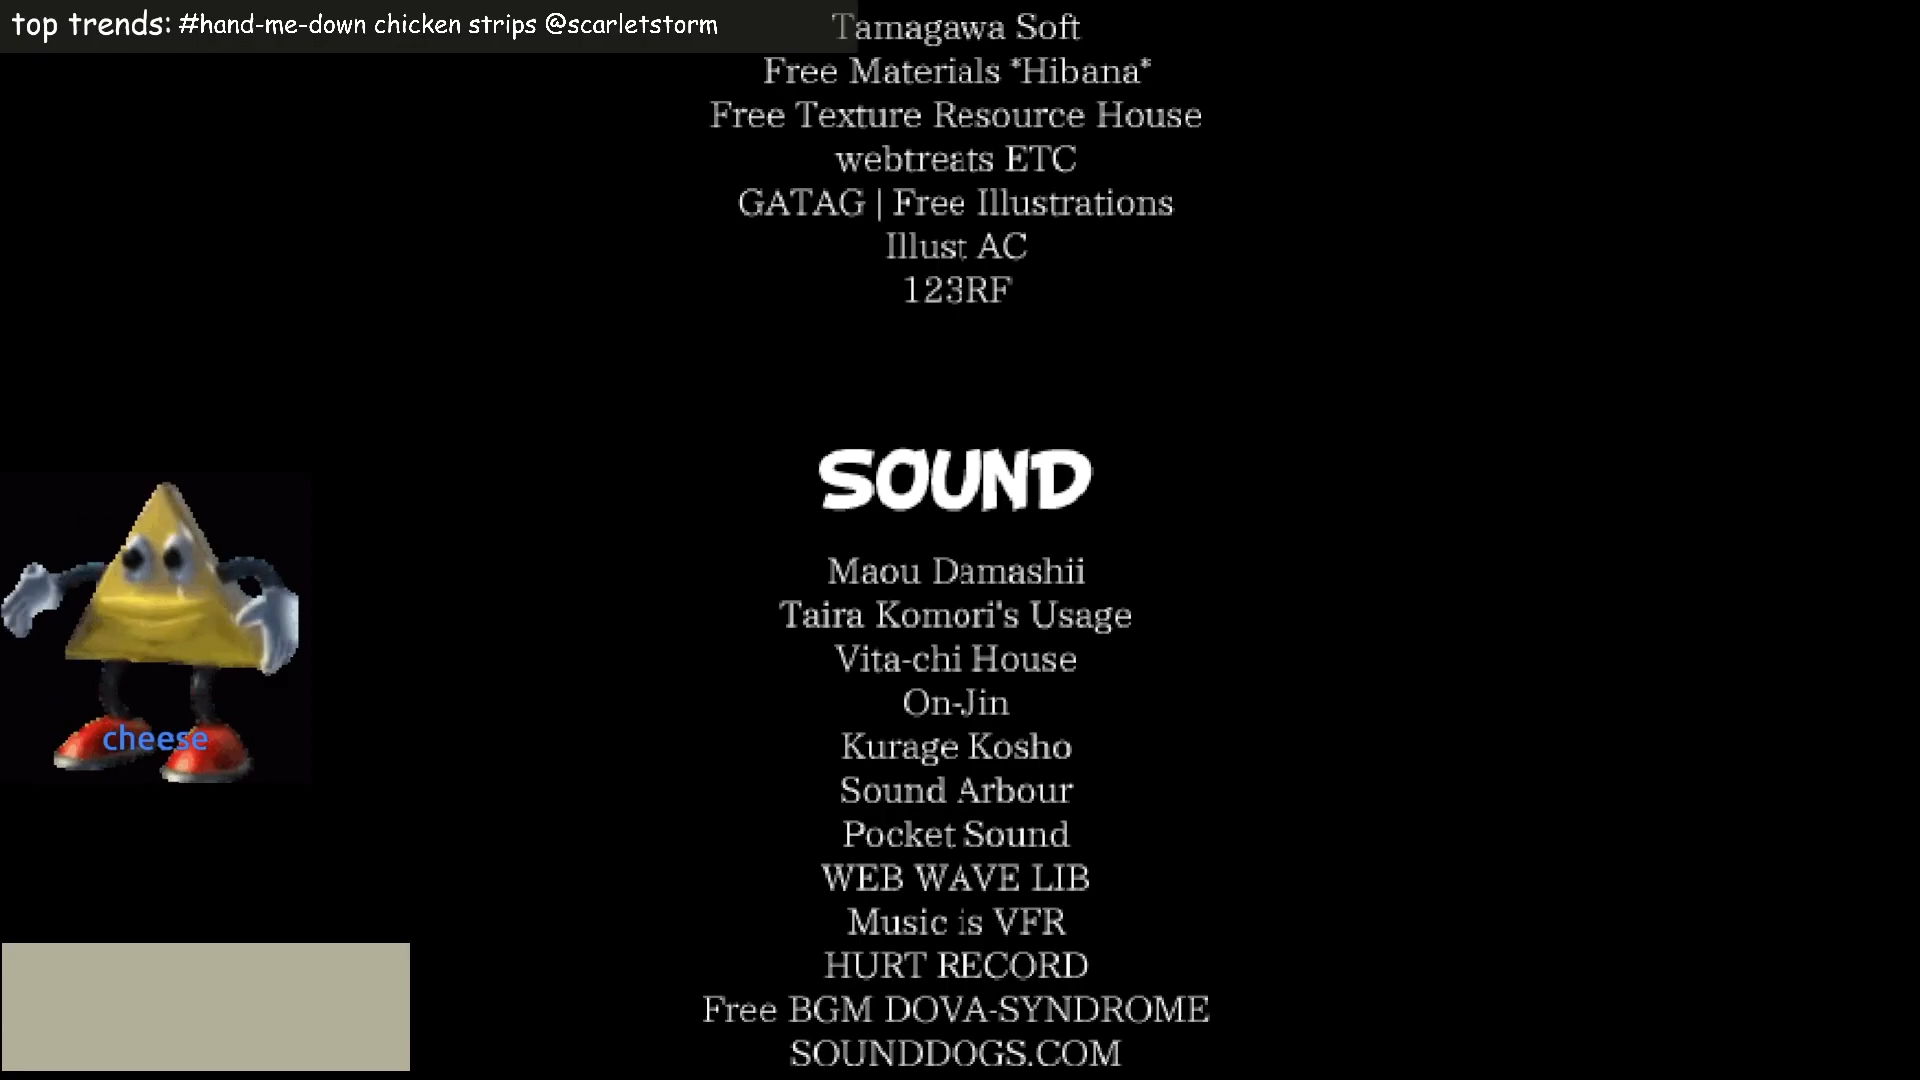 top trends: #hand-me-down chicken strips @scarletstorm
Tamagawa Soft
Free Materials *Hibana*
Free Texture Resource House
webtreats ETC
GATAG | Free Illustrations
Illust AC
123RF
SOUND
Maou Damashii
Taira Komori's Usage
Vita-chi House
On-Jin
Kurage Kosho
Sound Arbour
Pocket Sound
WEB WAVE LIB
Music is VFR
HURT RECORD
Free BGM DOVA-SYNDROME
SOUNDDOGS.COM
cheese